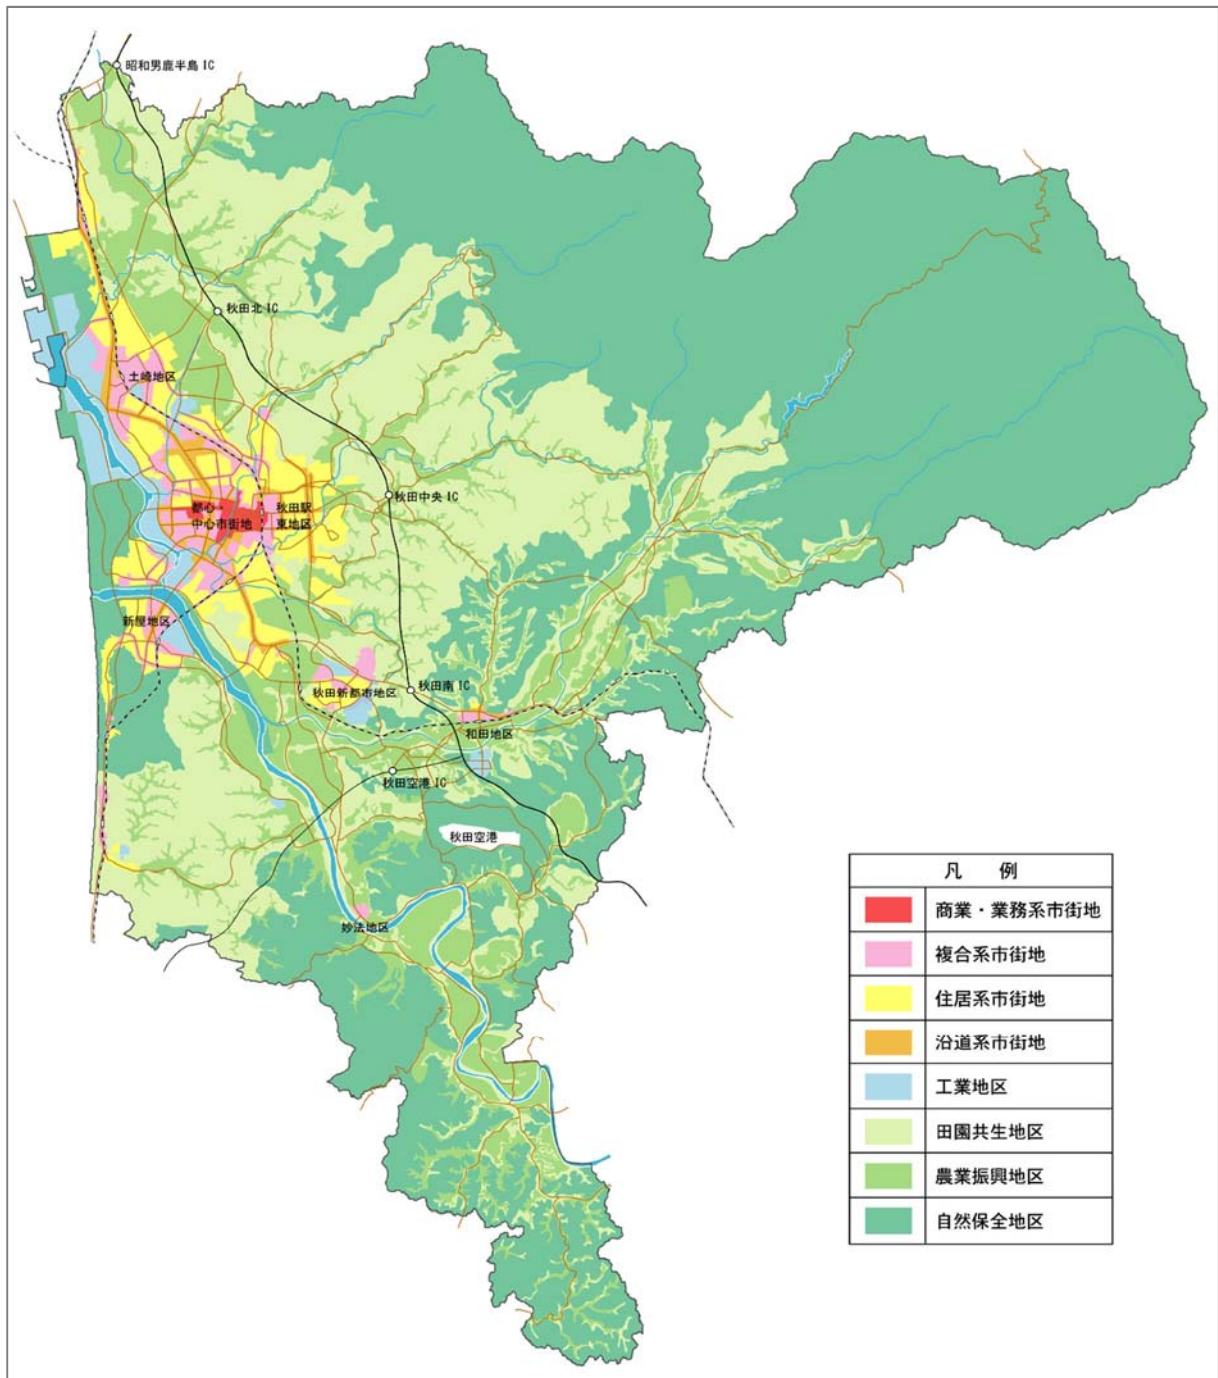 昭和男鹿半島 IC
秋田北 IC
土崎地区
秋田中央 IC
都心・
中心市街地
秋田駅
東地区
新屋地区
秋田新都市地区
秋田南 IC
和田地区
秋田空港 IC
秋田空港
妙法地区
凡 例
商業・業務系市街地
複合系市街地
住居系市街地
沿道系市街地
工業地区
田園共生地区
農業振興地区
自然保全地区